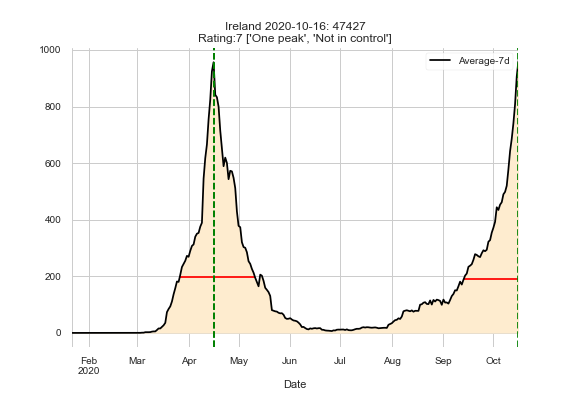 Ireland 2020-10-16: 47427
Rating:7 ['One peak', 'Not in control']
Average-7d
1000
800
600
400
200
0
Feb
2020
Mar
Apr
May
Jun
Jul
Aug
Sep
Oct
Date